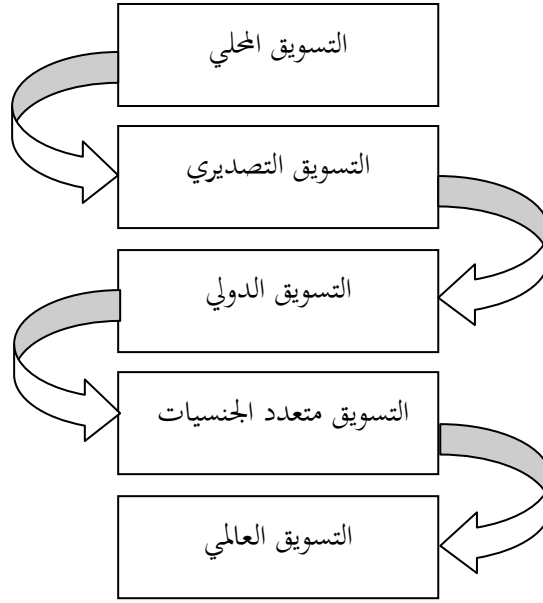 التسويق المحلي
التسويق التصديري
التسويق الدولي
التسويق متعدد الجنسيات
التسويق العالمي